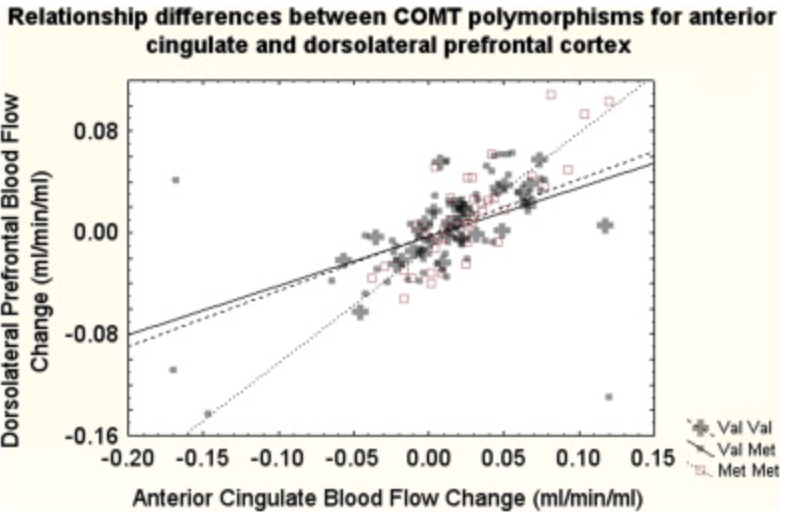 Relationship differences between COMT polymorphisms for anterior
cingulate and dorsolateral prefrontal cortex
Dorsolateral Prefrontal Blood Flow
Change (ml/min/ml)
0.08
0.00
-0.08
-0.16
-0.20 -0.15 -0.10 -0.05 0.00 0.05 0.10 0.15
Anterior Cingulate Blood Flow Change (ml/min/ml)
Val Val
Val Met
Met Met